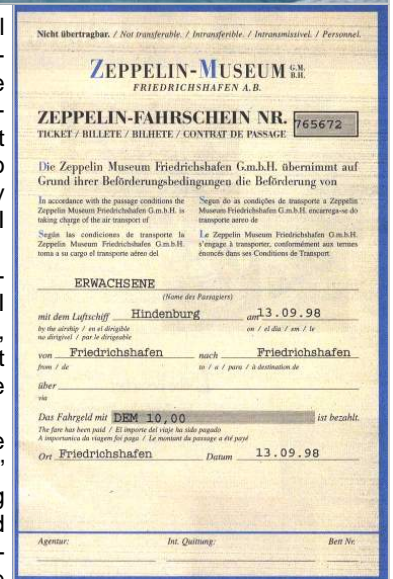 Nicht übertragbar. / Not transferable. / Intransferible. / Intransmissivel. / Personnel.
ZEPPELIN-MUSEUM G.M.B.H.
FRIEDRICHSHAFEN A.B.
ZEPPELIN-FAHRSCHEIN NR. 765672
TICKET / BILLETE / BILHETE / CONTRAT DE PASSAGE
Die Zeppelin Museum Friedrichshafen G.m.b.H. übernimmt auf
Grund ihrer Beförderungsbedingungen die Beförderung von
In accordance with the passage conditions the
Zeppelin Museum Friedrichshafen G.m.b.H. is
taking charge of the air transport of
Según las condiciones de transporte la
Zeppelin Museum Friedrichshafen G.m.b.H.
toma a su cargo el transporte aéreo del
Segun do as condições de transporte a Zeppelin
Museum Friedrichshafen G.m.b.H. encarrega-se do
transporte aereo de
Le Zeppelin Museum Friedrichshafen G.m.b.H.
s'engage à transporter, conformément aux termes
énoncés dans ses Conditions de Transport
ERWACHSENE
(Name des Passagiers)
mit dem Luftschiff Hindenburg am 13.09.98
by the airship / en el dirigible on / el dia / em / le
no dirigivel / par le dirigeable
von Friedrichshafen nach Friedrichshafen
from / de to / a / para / à destination de
über
via
Das Fahrgeld mit DEM 10,00 ist bezahlt.
The fare has been paid / El importe del viaje ha sido pagado
A importancia da viagem foi paga / Le montant du passage a été payé
Ort Friedrichshafen Datum 13.09.98
Agentur: Int. Quittung: Bett Nr.